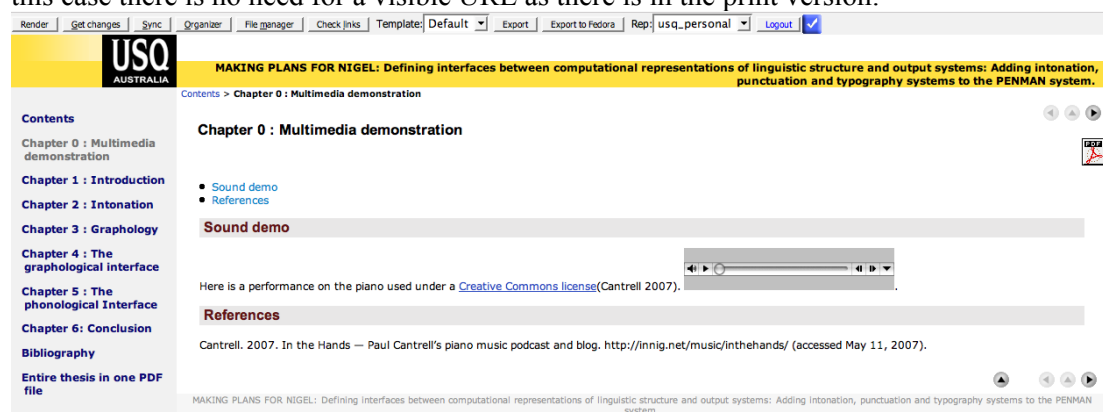 this case there is no need for a visible URL as there is in the print version.
Render Get changes Sync Organizer File manager Check links Template: Default Export Export to Fedora Rep: usq_personal Logout
USQ
AUSTRALIA
MAKING PLANS FOR NIGEL: Defining interfaces between computational representations of linguistic structure and output systems: Adding intonation,
punctuation and typography systems to the PENMAN system.
Contents > Chapter 0 : Multimedia demonstration
Contents
Chapter 0 : Multimedia
demonstration
Chapter 1 : Introduction
Chapter 2 : Intonation
Chapter 3 : Graphology
Chapter 4 : The
graphological interface
Chapter 5 : The
phonological Interface
Chapter 6: Conclusion
Bibliography
Entire thesis in one PDF
file
Chapter 0 : Multimedia demonstration
PDF
Sound demo
References
Sound demo
Here is a performance on the piano used under a Creative Commons license(Cantrell 2007). .
References
Cantrell. 2007. In the Hands — Paul Cantrell's piano music podcast and blog. http://innig.net/music/inthehands/ (accessed May 11, 2007).
MAKING PLANS FOR NIGEL: Defining interfaces between computational representations of linguistic structure and output systems: Adding intonation, punctuation and typography systems to the PENMAN
system.